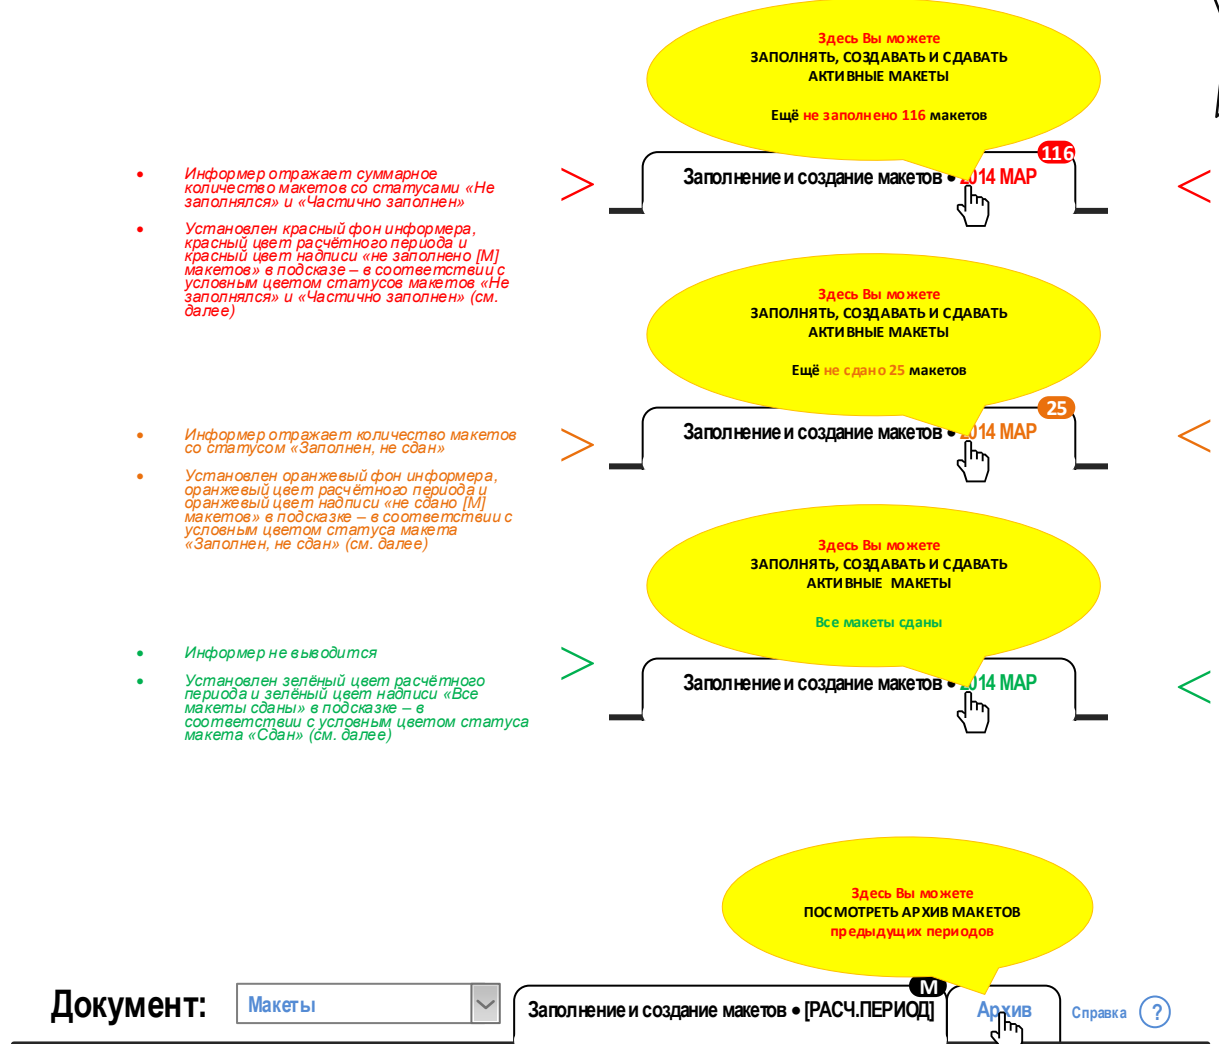 Здесь Вы можете
ЗАПОЛНЯТЬ, СОЗДАВАТЬ И СДАВАТЬ
АКТИВНЫЕ МАКЕТЫ
Ещё не заполнено 116 макетов
116
Заполнение и создание макетов • 2014 МАР
• Информер отражает суммарное
количество макетов со статусами «Не
заполнялся» и «Частично заполнен»
• Установлен красный фон информера,
красный цвет расчётного периода и
красный цвет надписи «не заполнено [М]
макетов» в подсказе – в соответствии с
условным цветом статусов макетов «Не
заполнялся» и «Частично заполнен» (см.
далее)
Здесь Вы можете
ЗАПОЛНЯТЬ, СОЗДАВАТЬ И СДАВАТЬ
АКТИВНЫЕ МАКЕТЫ
Ещё не сдано 25 макетов
25
Заполнение и создание макетов • 2014 МАР
• Информер отражает количество макетов
со статусом «Заполнен, не сдан»
• Установлен оранжевый фон информера,
оранжевый цвет расчётного периода и
оранжевый цвет надписи «не сдано [М]
макетов» в подсказке – в соответствии с
условным цветом статуса макета
«Заполнен, не сдан» (см. далее)
Здесь Вы можете
ЗАПОЛНЯТЬ, СОЗДАВАТЬ И СДАВАТЬ
АКТИВНЫЕ МАКЕТЫ
Все макеты сданы
Заполнение и создание макетов • 2014 МАР
• Информер не выводится
• Установлен зелёный цвет расчётного
периода и зелёный цвет надписи «Все
макеты сданы» в подсказке – в
соответствии с условным цветом статуса
макета «Сдан» (см. далее)
Здесь Вы можете
ПОСМОТРЕТЬ АРХИВ МАКЕТОВ
предыдущих периодов
М
Документ:
Макеты
Заполнение и создание макетов • [РАСЧ.ПЕРИОД]
Архив
Справка ?